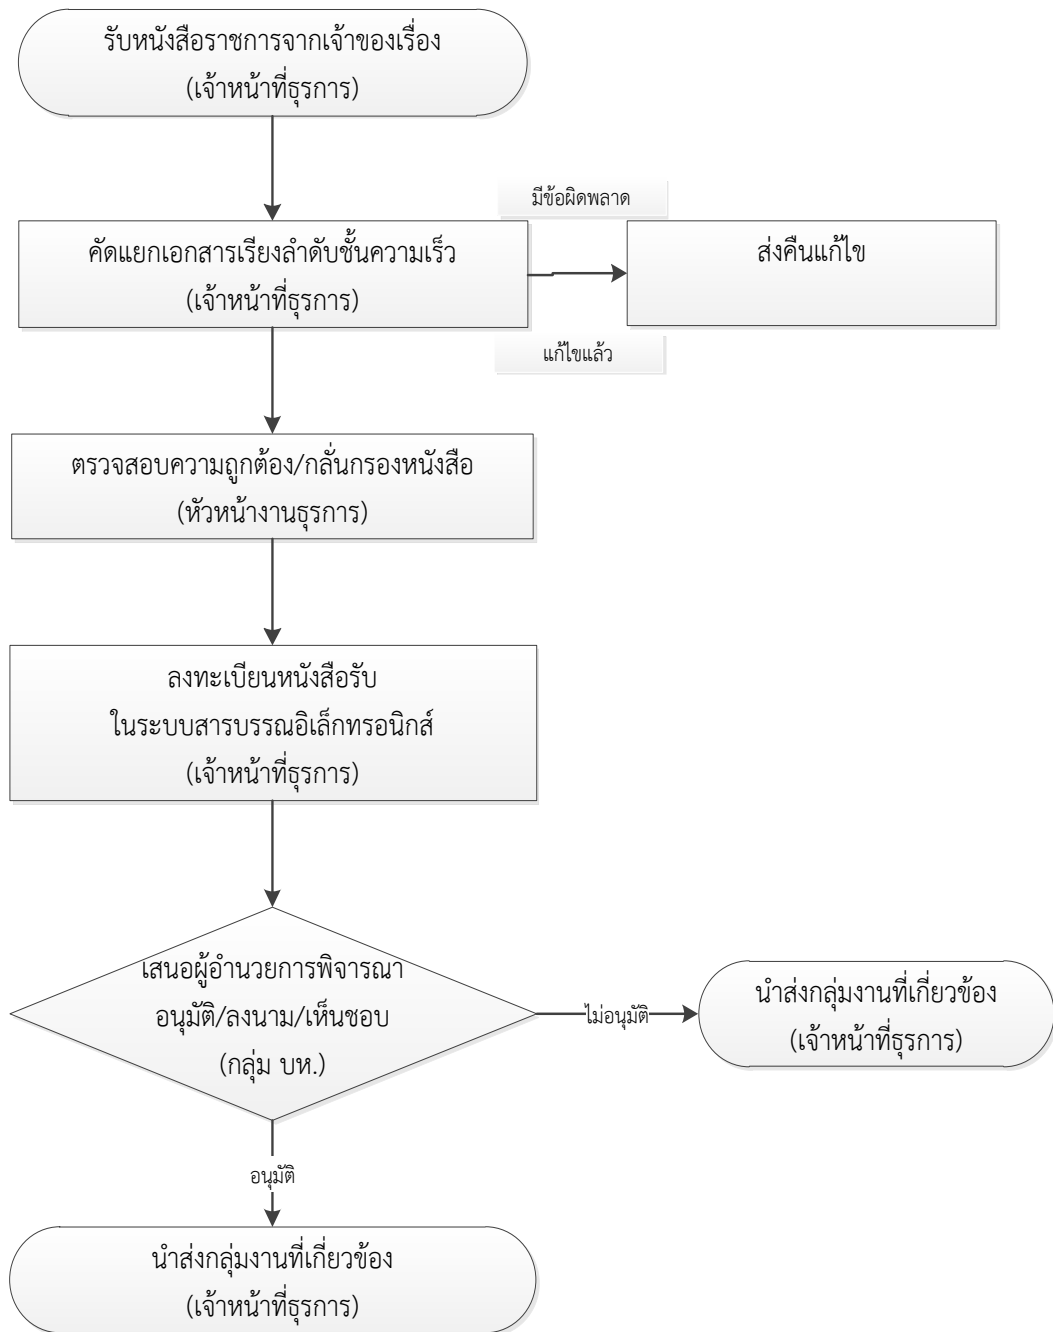 รับหนังสือราชการจากเจ้าของเรื่อง
(เจ้าหน้าที่ธุรการ)
มีข้อผิดพลาด
คัดแยกเอกสารเรียงลำดับชั้นความเร็ว
(เจ้าหน้าที่ธุรการ)
ส่งคืนแก้ไข
แก้ไขแล้ว
ตรวจสอบความถูกต้อง/กลั่นกรองหนังสือ
(หัวหน้างานธุรการ)
ลงทะเบียนหนังสือรับ
ในระบบสารบรรณอิเล็กทรอนิกส์
(เจ้าหน้าที่ธุรการ)
เสนอผู้อำนวยการพิจารณา
อนุมัติ/ลงนาม/เห็นชอบ
(กลุ่ม บห.)
ไม่อนุมัติ
นำส่งกลุ่มงานที่เกี่ยวข้อง
(เจ้าหน้าที่ธุรการ)
อนุมัติ
นำส่งกลุ่มงานที่เกี่ยวข้อง
(เจ้าหน้าที่ธุรการ)